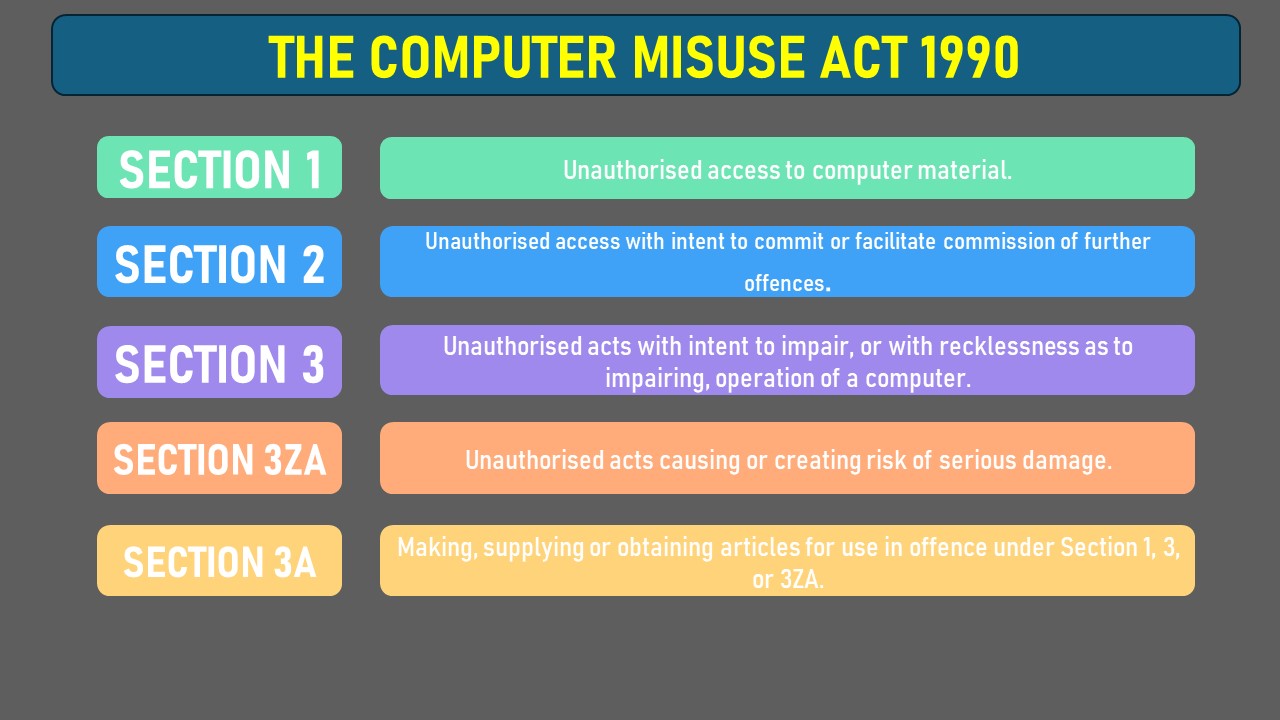 THE COMPUTER MISUSE ACT 1990
SECTION 1
Unauthorised access to computer material.
SECTION 2
Unauthorised access with intent to commit or facilitate commission of further
offences.
SECTION 3
Unauthorised acts with intent to impair, or with recklessness as to
impairing, operation of a computer.
SECTION 3ZA
Unauthorised acts causing or creating risk of serious damage.
SECTION 3A
Making, supplying or obtaining articles for use in offence under Section 1, 3,
or 3ZA.